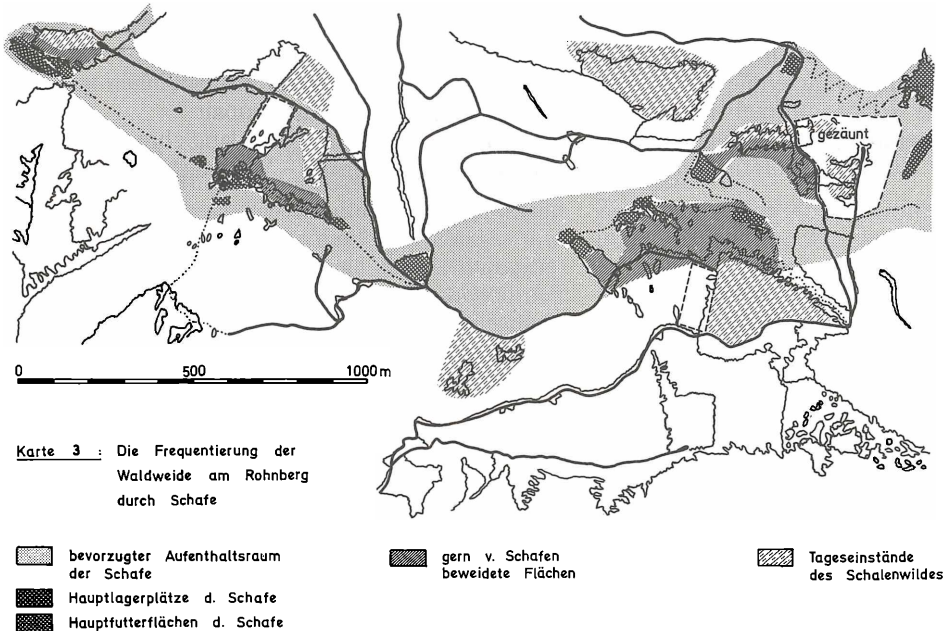 gezäunt
0 500 1000 m
Karte 3 : Die Frequentierung der
Waldweide am Rohnberg
durch Schafe
bevorzugter Aufenthaltsraum
der Schafe
Hauptlagerplätze d. Schafe
Hauptfutterflächen d. Schafe
gern v. Schafen
beweidete Flächen
Tageseinstände
des Schalenwildes